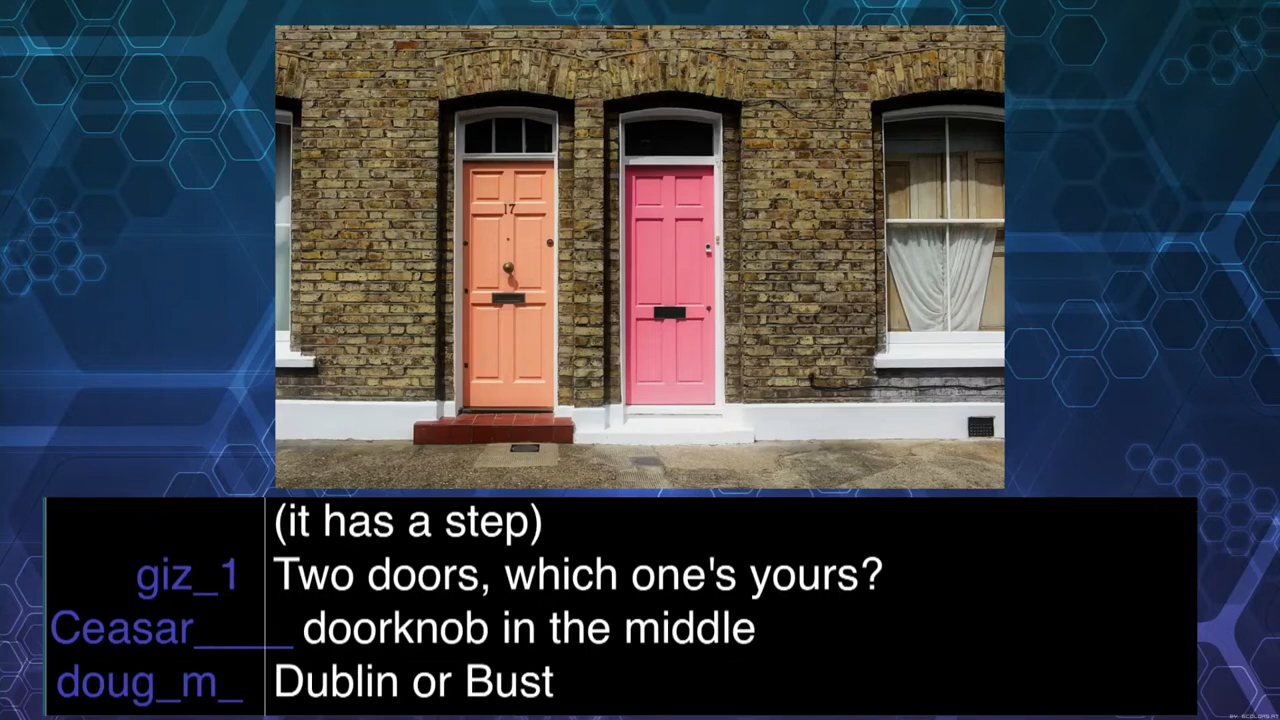 17
(it has a step)
giz_1 Two doors, which one's yours?
Ceasar____ doorknob in the middle
doug_m_ Dublin or Bust